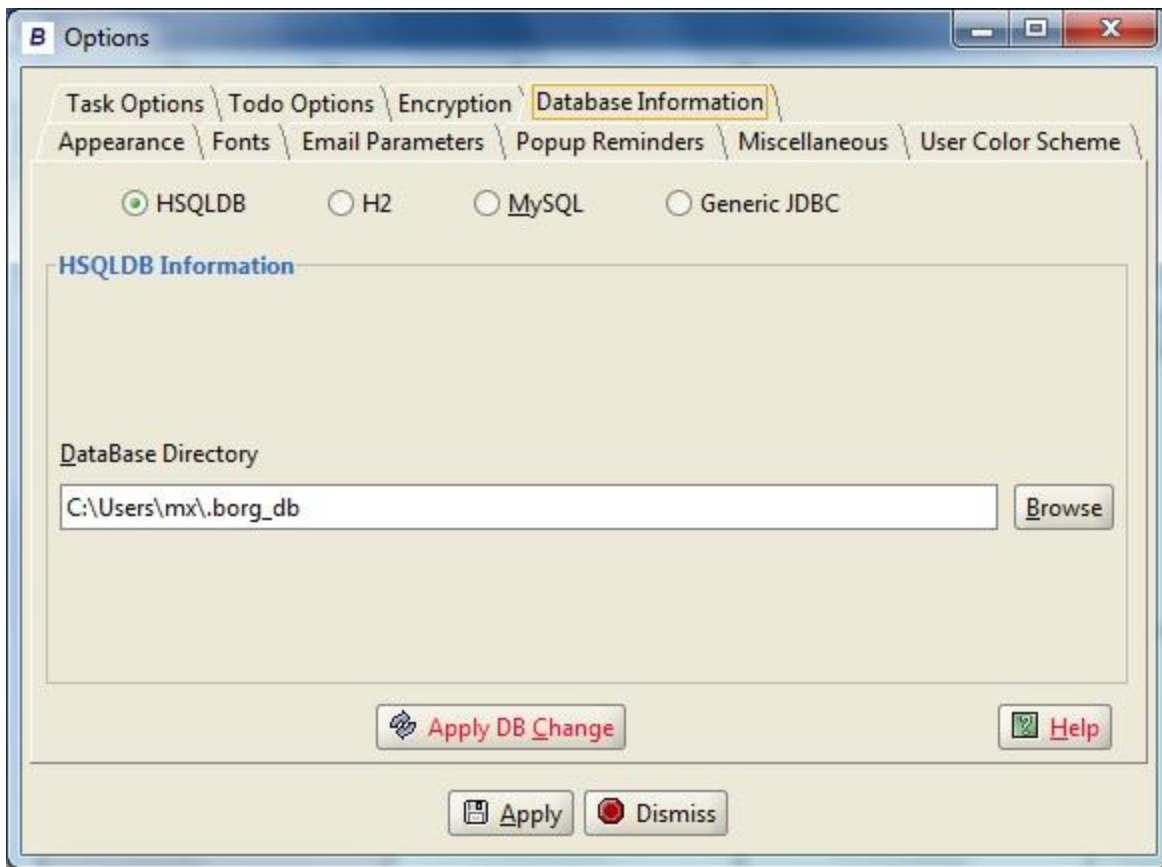 B Options
Task Options Todo Options Encryption Database Information
Appearance Fonts Email Parameters Popup Reminders Miscellaneous User Color Scheme
HSQLDB H2 MySQL Generic JDBC
HSQLDB Information
DataBase Directory
C:\Users\mx\.borg_db Browse
Apply DB Change ? Help
Apply Dismiss